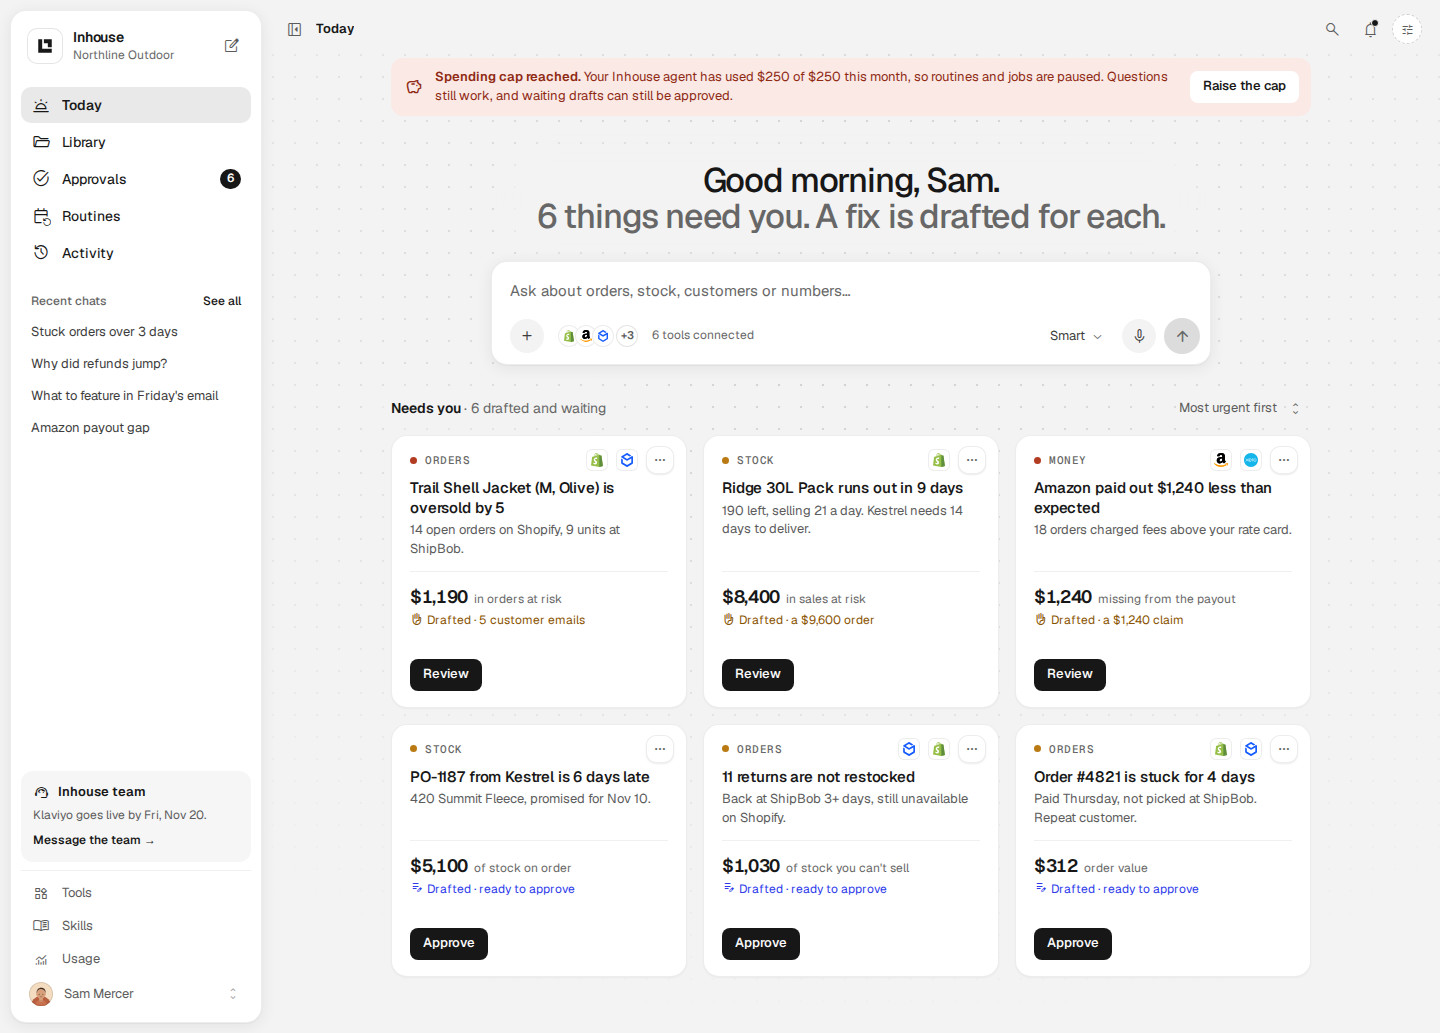 Inhouse
Northline Outdoor
Today
Library
Approvals
6
Routines
Activity
Recent chats
See all
Stuck orders over 3 days
Why did refunds jump?
What to feature in Friday's email
Amazon payout gap
Inhouse team
Klaviyo goes live by Fri, Nov 20.
Message the team →
Tools
Skills
Usage
Sam Mercer
Today
Spending cap reached. Your Inhouse agent has used $250 of $250 this month, so routines and jobs are paused. Questions
still work, and waiting drafts can still be approved.
Raise the cap
Good morning, Sam.
6 things need you. A fix is drafted for each.
Ask about orders, stock, customers or numbers...
+3
6 tools connected
Smart
Needs you · 6 drafted and waiting
Most urgent first
ORDERS
Trail Shell Jacket (M, Olive) is
oversold by 5
14 open orders on Shopify, 9 units at
ShipBob.
$1,190 in orders at risk
Drafted · 5 customer emails
Review
STOCK
Ridge 30L Pack runs out in 9 days
190 left, selling 21 a day. Kestrel needs 14
days to deliver.
$8,400 in sales at risk
Drafted · a $9,600 order
Review
MONEY
Amazon paid out $1,240 less than
expected
18 orders charged fees above your rate card.
$1,240 missing from the payout
Drafted · a $1,240 claim
Review
STOCK
PO-1187 from Kestrel is 6 days late
420 Summit Fleece, promised for Nov 10.
$5,100 of stock on order
Drafted · ready to approve
Approve
ORDERS
11 returns are not restocked
Back at ShipBob 3+ days, still unavailable
on Shopify.
$1,030 of stock you can't sell
Drafted · ready to approve
Approve
ORDERS
Order #4821 is stuck for 4 days
Paid Thursday, not picked at ShipBob.
Repeat customer.
$312 order value
Drafted · ready to approve
Approve